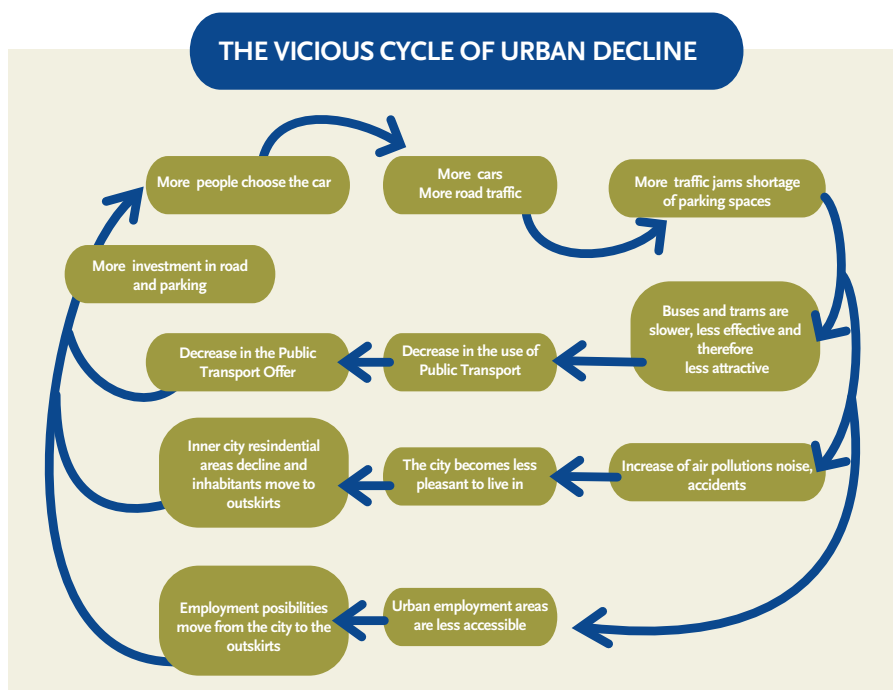 THE VICIOUS CYCLE OF URBAN DECLINE
More people choose the car
More cars
More road traffic
More traffic jams shortage
of parking spaces
More investment in road
and parking
Buses and trams are
slower, less effective and
therefore
less attractive
Decrease in the use of
Public Transport
Decrease in the Public
Transport Offer
Increase of air pollutions noise,
accidents
The city becomes less
pleasant to live in
Inner city resindential
areas decline and
inhabitants move to
outskirts
Urban employment areas
are less accessible
Employment posibilities
move from the city to the
outskirts